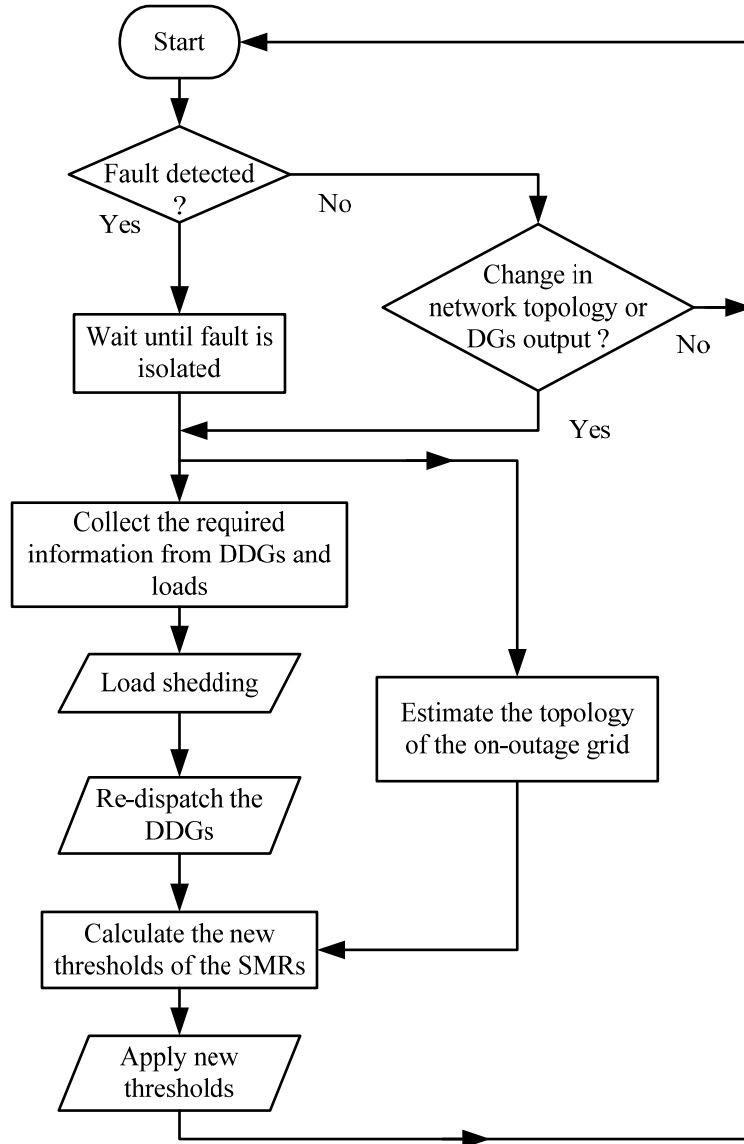 Start
Fault detected
?
Yes
No
Change in
network topology or
DGs output ?
No
Yes
Wait until fault is
isolated
Collect the required
information from DDGs and
loads
Load shedding
Estimate the topology
of the on-outage grid
Re-dispatch the
DDGs
Calculate the new
thresholds of the SMRs
Apply new
thresholds